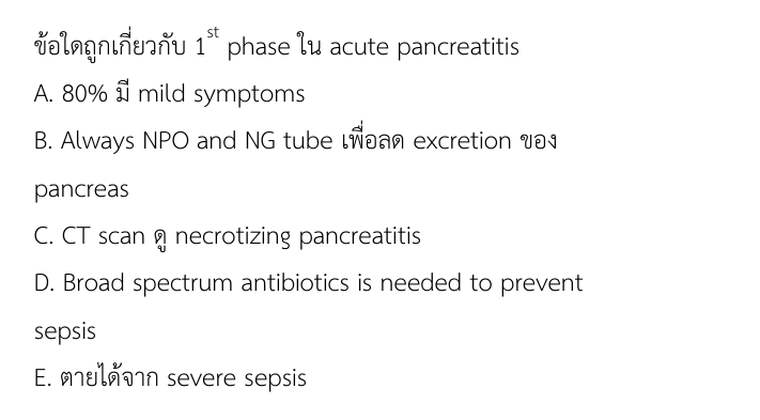 ข้อใดถูกเกี่ยวกับ 1st phase ใน acute pancreatitis
A. 80% มี mild symptoms
B. Always NPO and NG tube เพื่อลด excretion ของ
pancreas
C. CT scan ดู necrotizing pancreatitis
D. Broad spectrum antibiotics is needed to prevent
sepsis
E. ตายได้จาก severe sepsis